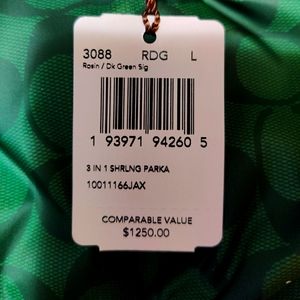 3088 RDG L
Rosin / Dk Green Sig
1 93971 94260 5
3 IN 1 SHRLNG PARKA
10011166JAX
COMPARABLE VALUE
$1250.00